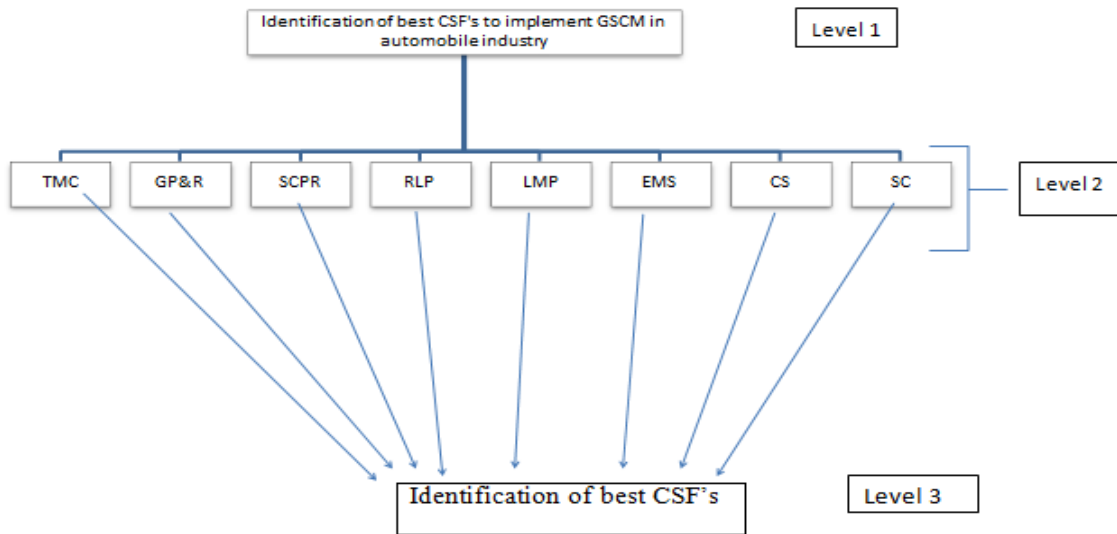 Identification of best CSF's to implement GSCM in
automobile industry
Level 1
TMC
GP&R
SCPR
RLP
LMP
EMS
CS
SC
Level 2
Identification of best CSF's
Level 3